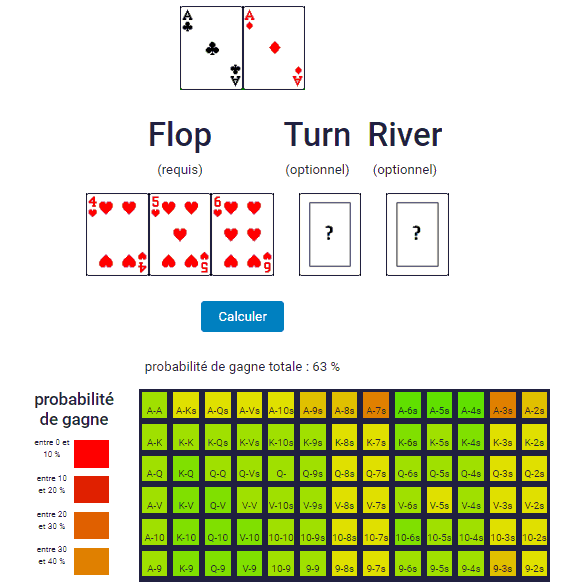 A A
A A
Flop Turn River
(requis) (optionnel) (optionnel)
4 5 6
? ?
4 5 6
Calculer
probabilité de gagne totale : 63 %
probabilité
de gagne
entre 0 et
10 %
entre 10
et 20 %
entre 20
et 30 %
entre 30
et 40 %
A-A A-Ks A-Qs A-Vs A-10s A-9s A-8s A-7s A-6s A-5s A-4s A-3s A-2s
A-K K-K K-Qs K-Vs K-10s K-9s K-8s K-7s K-6s K-5s K-4s K-3s K-2s
A-Q K-Q Q-Q Q-Vs Q- Q-9s Q-8s Q-7s Q-6s Q-5s Q-4s Q-3s Q-2s
A-V K-V Q-V V-V V-10s V-9s V-8s V-7s V-6s V-5s V-4s V-3s V-2s
A-10 K-10 Q-10 V-10 10-10 10-9s 10-8s 10-7s 10-6s 10-5s 10-4s 10-3s 10-2s
A-9 K-9 Q-9 V-9 10-9 9-9 9-8s 9-7s 9-6s 9-5s 9-4s 9-3s 9-2s